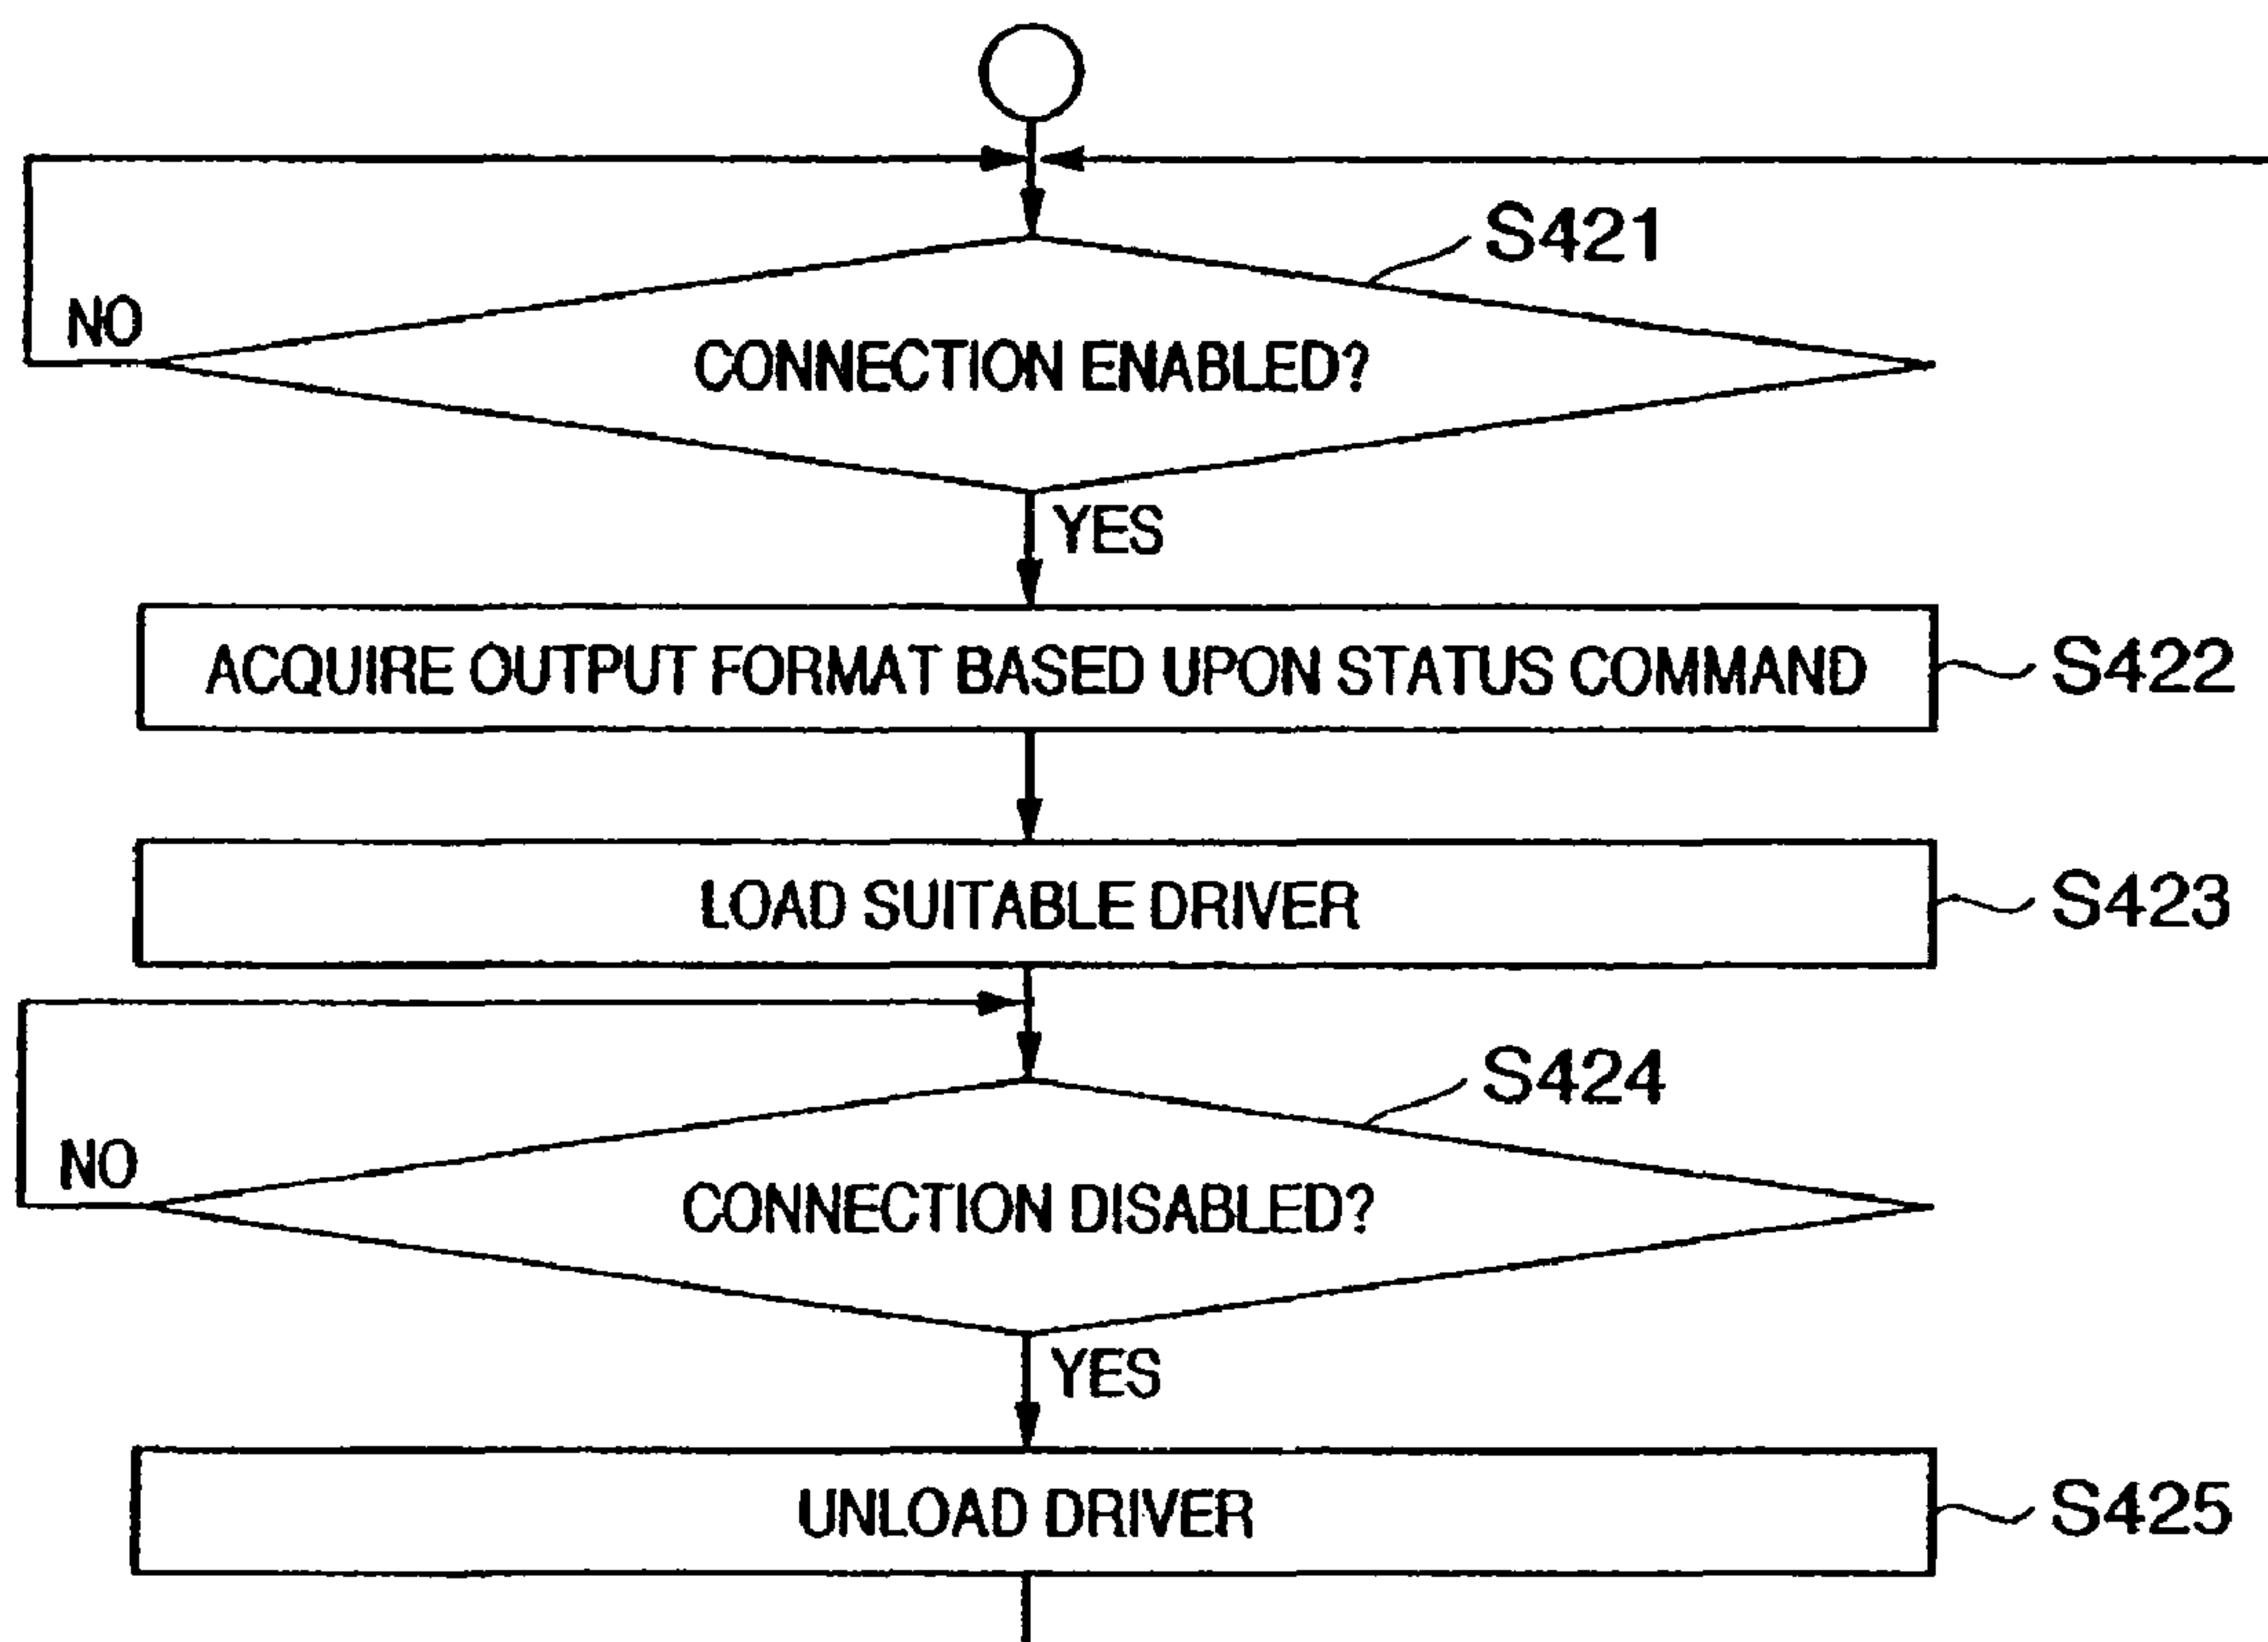 S421
NO
CONNECTION ENABLED?
YES
ACQUIRE OUTPUT FORMAT BASED UPON STATUS COMMAND
S422
LOAD SUITABLE DRIVER
S423
S424
NO
CONNECTION DISABLED?
YES
UNLOAD DRIVER
S425